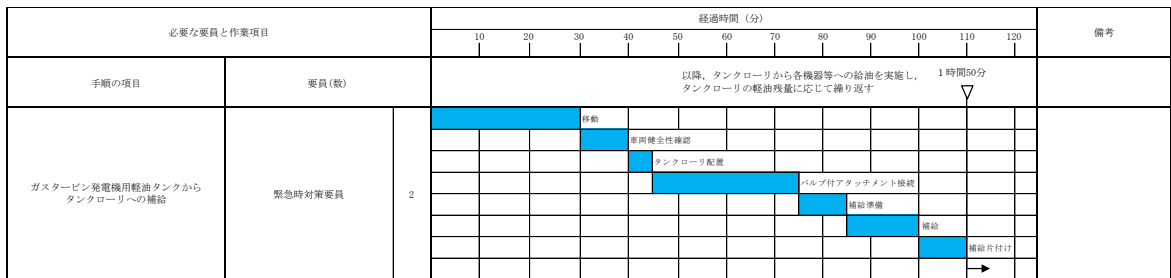 必要な要員と作業項目
経過時間（分）
備考
10 20 30 40 50 60 70 80 90 100 110 120
手順の項目
要員(数)
以降，タンクローリから各機器等への給油を実施し，
タンクローリの軽油残量に応じて繰り返す
1時間50分
ガスタービン発電機用軽油タンクから
タンクローリへの補給
緊急時対策要員
2
移動
車両健全性確認
タンクローリ配置
バルブ付アタッチメント接続
補給準備
補給
補給片付け